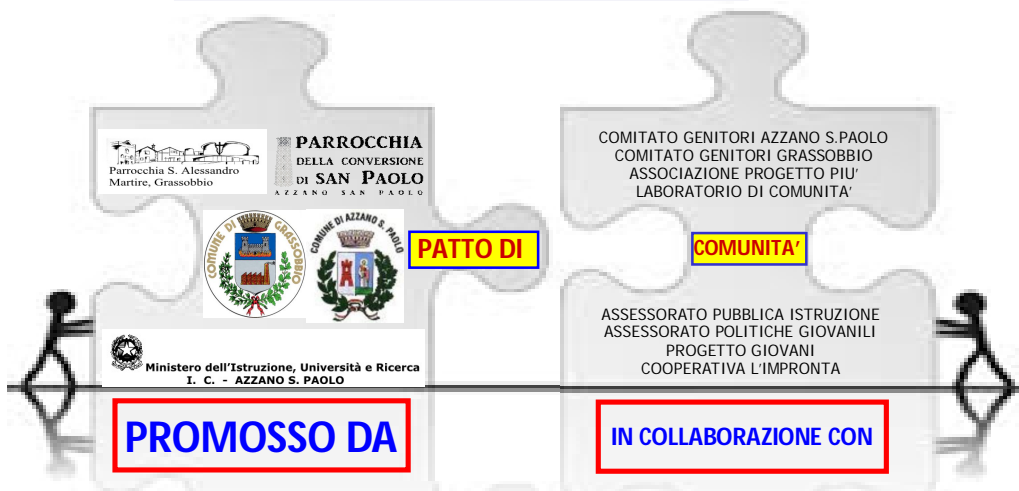 Parrocchia S. Alessandro
Martire, Grassobbio
PARROCCHIA
DELLA CONVERSIONE
DI SAN PAOLO
AZZANO SAN PAOLO
COMUNE DI GRASSOBBIO
COMUNE DI AZZANO S. PAOLO
PATTO DI
Ministero dell'Istruzione, Università e Ricerca
I. C. - AZZANO S. PAOLO
PROMOSSO DA
COMITATO GENITORI AZZANO S.PAOLO
COMITATO GENITORI GRASSOBBIO
ASSOCIAZIONE PROGETTO PIU'
LABORATORIO DI COMUNITA'
COMUNITA'
ASSESSORATO PUBBLICA ISTRUZIONE
ASSESSORATO POLITICHE GIOVANILI
PROGETTO GIOVANI
COOPERATIVA L'IMPRONTA
IN COLLABORAZIONE CON